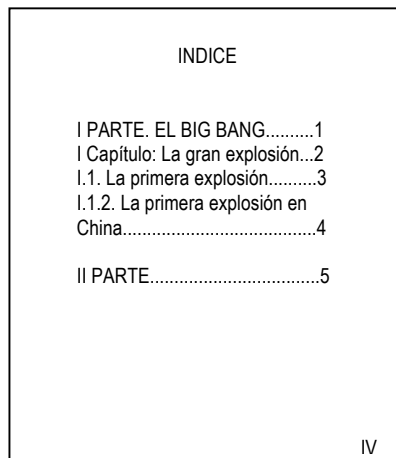 INDICE
I PARTE. EL BIG BANG..........1
I Capítulo: La gran explosión...2
I.1. La primera explosión..........3
I.1.2. La primera explosión en
China........................................4
II PARTE...................................5
IV